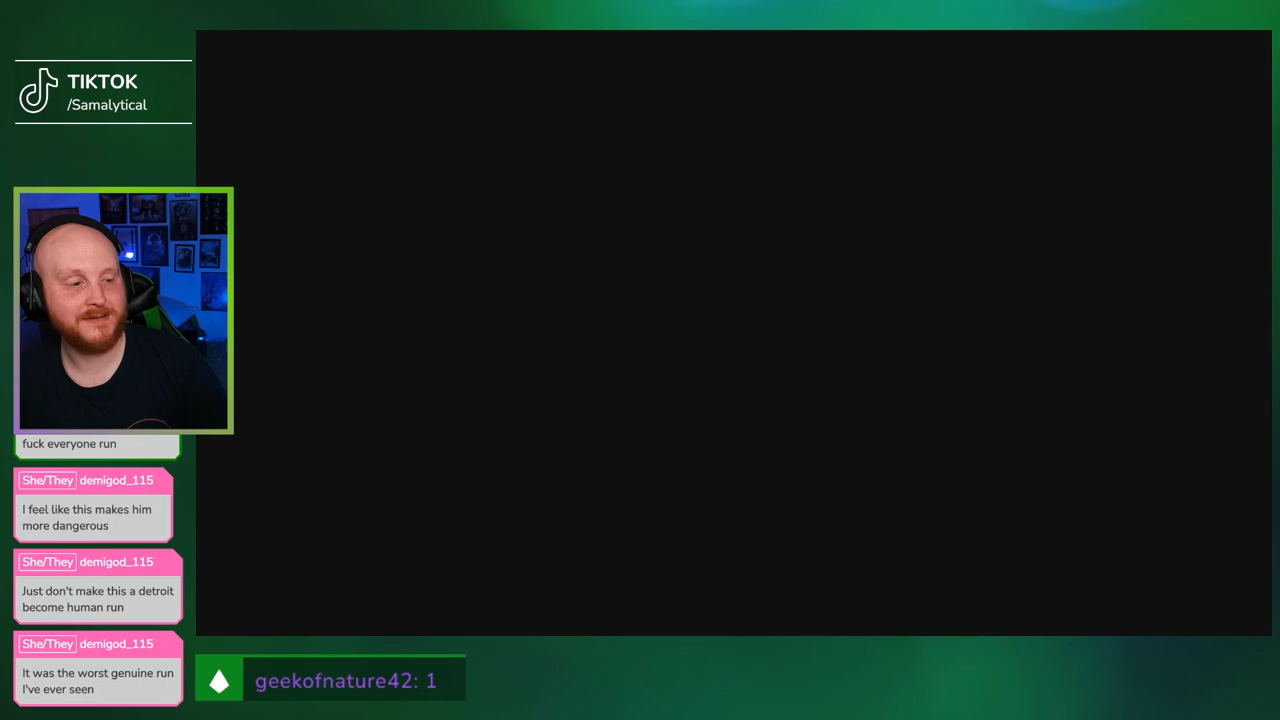 TIKTOK
/Samalytical
fuck everyone run
She/They demigod_115
I feel like this makes him
more dangerous
She/They demigod_115
Just don't make this a detroit
become human run
She/They demigod_115
It was the worst genuine run
I've ever seen
geekofnature42: 1